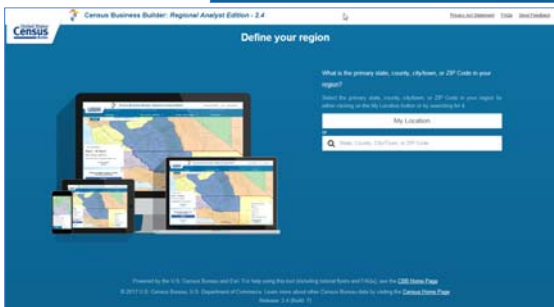 United States
Census
Bureau
Census Business Builder: Regional Analyst Edition - 2.4
Privacy Act Statement FAQs Send Feedback
Define your region
What is the primary state, county, city/town, or ZIP Code in your
region?
Select the primary state, county, city/town, or ZIP Code in your region by
either clicking on the My Location button or by searching for it.
My Location
or
State, County, City/Town, or ZIP Code
Powered by the U.S. Census Bureau and Esri. For help using this tool (including tutorial flyers and FAQs), see the CBB Home Page.
© 2017 U.S. Census Bureau, U.S. Department of Commerce. Learn more about other Census Bureau data by visiting the Census Home Page.
Release: 2.4 (Build: 7)